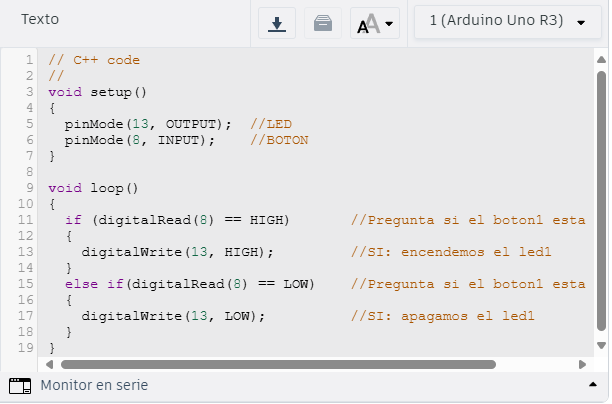 Texto
AA
1 (Arduino Uno R3)
1 // C++ code
2 //
3 void setup()
4 {
5   pinMode(13, OUTPUT);  //LED
6   pinMode(8, INPUT);    //BOTON
7 }
8
9 void loop()
10 {
11   if (digitalRead(8) == HIGH)       //Pregunta si el boton1 esta
12   {
13     digitalWrite(13, HIGH);         //SI: encendemos el led1
14   }
15   else if(digitalRead(8) == LOW)    //Pregunta si el boton1 esta
16   {
17     digitalWrite(13, LOW);          //SI: apagamos el led1
18   }
19 }
Monitor en serie